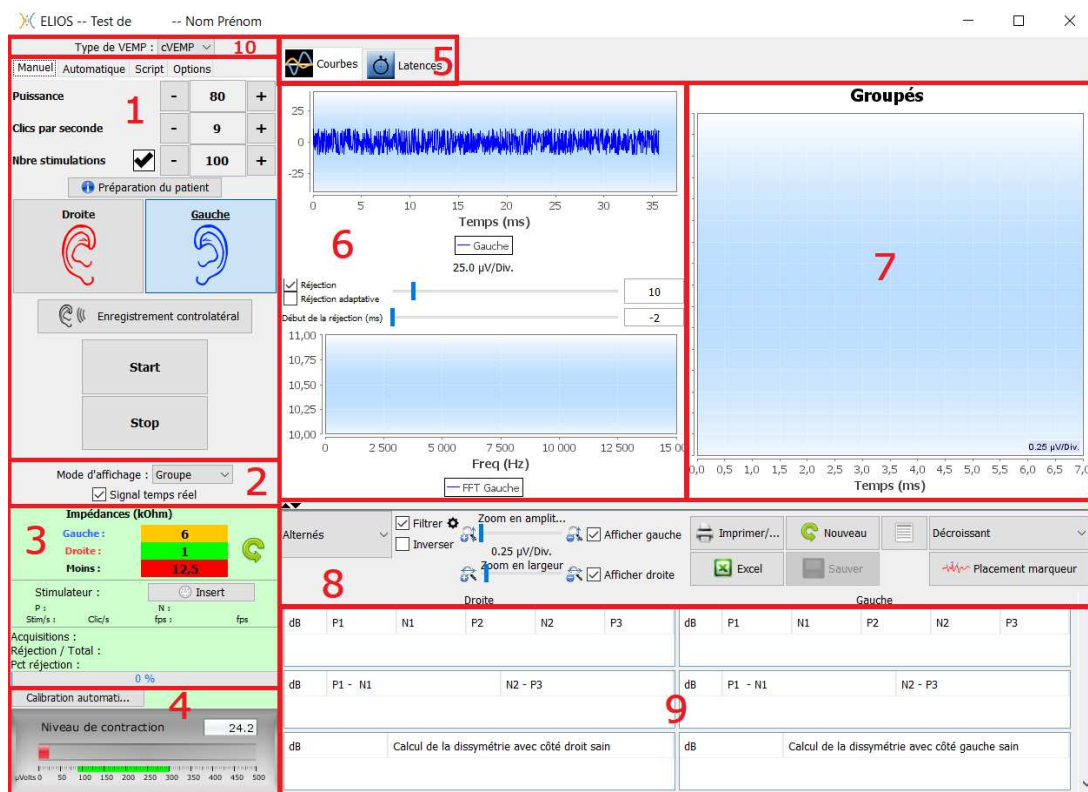 ELIOS -- Test de -- Nom Prénom
Type de VEMP : cVEMP 10
Manuel Automatique Script Options
Puissance - 80 +
1
Clics par seconde - 9 +
Nbre stimulations - 100 +
Préparation du patient
Droite Gauche
Enregistrement controlatéral
Start
Stop
Mode d'affichage : Groupe
2
Signal temps réel
Impédances (kOhm)
3
Gauche : 6
Droite : 1
Moins : 12,5
Stimulateur : Insert
P : N :
Stim/s : Clic/s fps : fps
Acquisitions :
Réjection / Total :
Pct réjection :
0 %
Calibration automati...
4
Niveau de contraction 24.2
µVolts 0 50 100 150 200 250 300 350 400 450 500
Courbes Latences 5
25
0
-25
0 5 10 15 20 25 30 35
Temps (ms)
6
Gauche
25.0 µV/Div.
Réjection
10
Réjection adaptative
Début de la réjection (ms) -2
11,00
10,75
10,50
10,25
10,00
0 2 500 5 000 7 500 10 000 12 500 15 00
Freq (Hz)
FFT Gauche
Groupés
7
0.25 µV/Div.
0,0 0,5 1,0 1,5 2,0 2,5 3,0 3,5 4,0 4,5 5,0 5,5 6,0 6,5 7,0
Temps (ms)
Alternés
Filtrer
Inverser
Zoom en amplit...
0.25 µV/Div.
Zoom en largeur
Afficher gauche
Afficher droite
8
Imprimer/... Nouveau Décroissant
Excel Sauver Placement marqueur
Droite Gauche
dB P1 N1 P2 N2 P3 dB P1 N1 P2 N2 P3
dB P1 - N1 N2 - P3 dB P1 - N1 N2 - P3
9
dB Calcul de la dissymétrie avec côté droit sain dB Calcul de la dissymétrie avec côté gauche sain